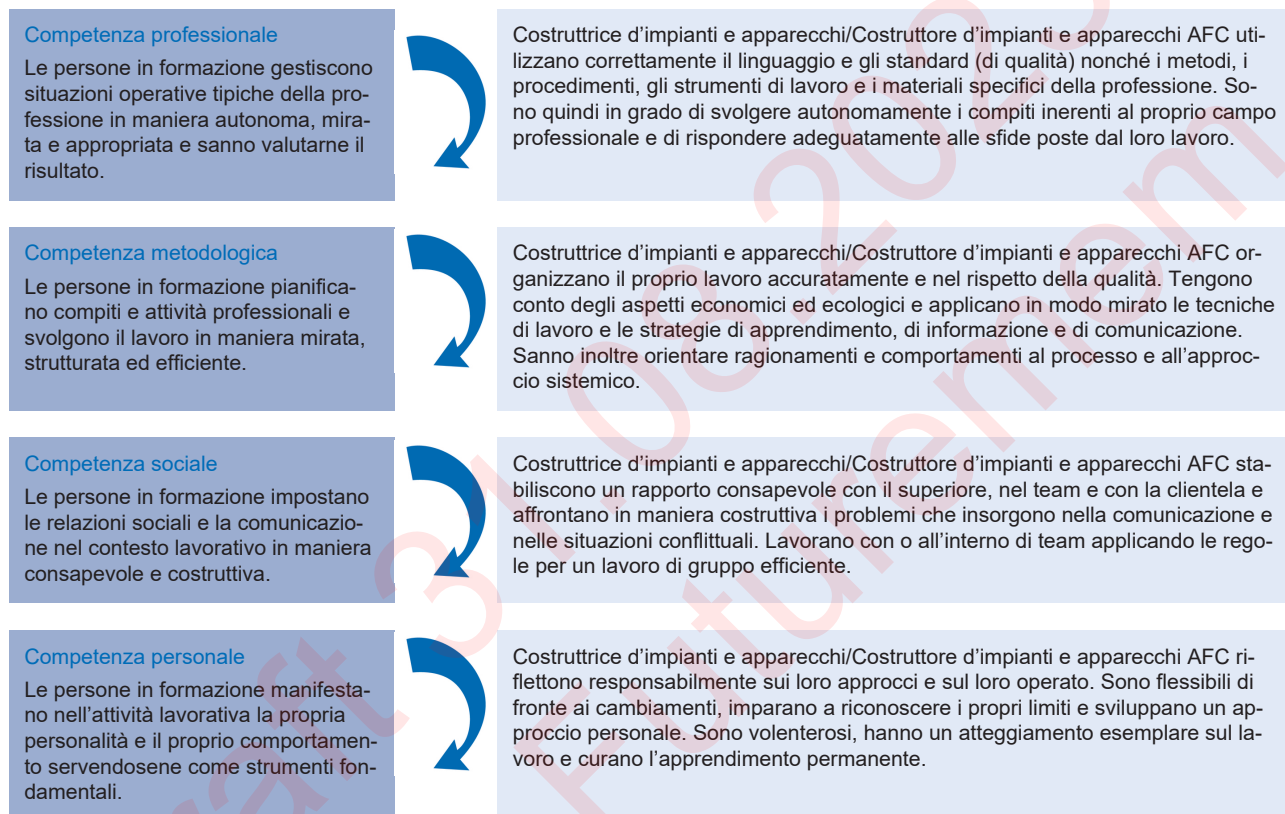 Competenza professionale
Le persone in formazione gestiscono
situazioni operative tipiche della pro-
fessione in maniera autonoma, mira-
ta e appropriata e sanno valutarne il
risultato.
Costruttrice d’impianti e apparecchi/Costruttore d’impianti e apparecchi AFC uti-
lizzano correttamente il linguaggio e gli standard (di qualità) nonché i metodi, i
procedimenti, gli strumenti di lavoro e i materiali specifici della professione. So-
no quindi in grado di svolgere autonomamente i compiti inerenti al proprio campo
professionale e di rispondere adeguatamente alle sfide poste dal loro lavoro.
Competenza metodologica
Le persone in formazione pianifica-
no compiti e attività professionali e
svolgono il lavoro in maniera mirata,
strutturata ed efficiente.
Costruttrice d’impianti e apparecchi/Costruttore d’impianti e apparecchi AFC or-
ganizzano il proprio lavoro accuratamente e nel rispetto della qualità. Tengono
conto degli aspetti economici ed ecologici e applicano in modo mirato le tecniche
di lavoro e le strategie di apprendimento, di informazione e di comunicazione.
Sanno inoltre orientare ragionamenti e comportamenti al processo e all’approc-
cio sistemico.
Competenza sociale
Le persone in formazione impostano
le relazioni sociali e la comunicazio-
ne nel contesto lavorativo in maniera
consapevole e costruttiva.
Costruttrice d’impianti e apparecchi/Costruttore d’impianti e apparecchi AFC sta-
biliscono un rapporto consapevole con il superiore, nel team e con la clientela e
affrontano in maniera costruttiva i problemi che insorgono nella comunicazione e
nelle situazioni conflittuali. Lavorano con o all’interno di team applicando le rego-
le per un lavoro di gruppo efficiente.
Competenza personale
Le persone in formazione manifesta-
no nell’attività lavorativa la propria
personalità e il proprio comportamen-
to servendosene come strumenti fon-
damentali.
Costruttrice d’impianti e apparecchi/Costruttore d’impianti e apparecchi AFC ri-
flettono responsabilmente sui loro approcci e sul loro operato. Sono flessibili di
fronte ai cambiamenti, imparano a riconoscere i propri limiti e sviluppano un ap-
proccio personale. Sono volenterosi, hanno un atteggiamento esemplare sul la-
voro e curano l’apprendimento permanente.